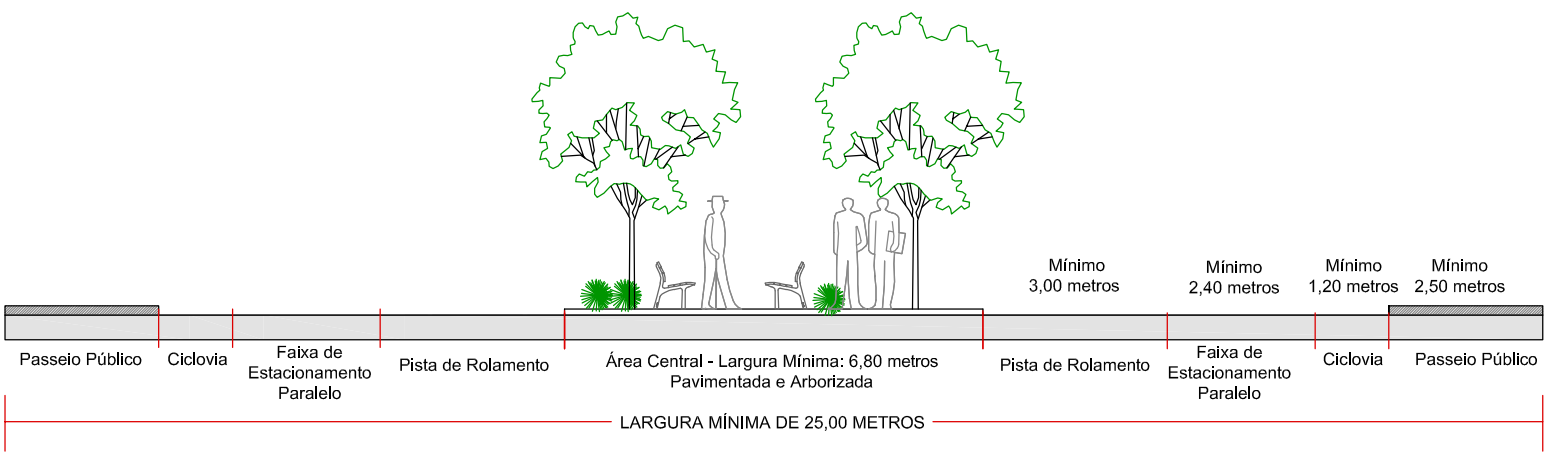 Mínimo
3,00 metros
Mínimo
2,40 metros
Mínimo
1,20 metros
Mínimo
2,50 metros
Passeio Público
Ciclovia
Faixa de
Estacionamento
Paralelo
Pista de Rolamento
Área Central - Largura Mínima: 6,80 metros
Pavimentada e Arborizada
Pista de Rolamento
Faixa de
Estacionamento
Paralelo
Ciclovia
Passeio Público
LARGURA MÍNIMA DE 25,00 METROS